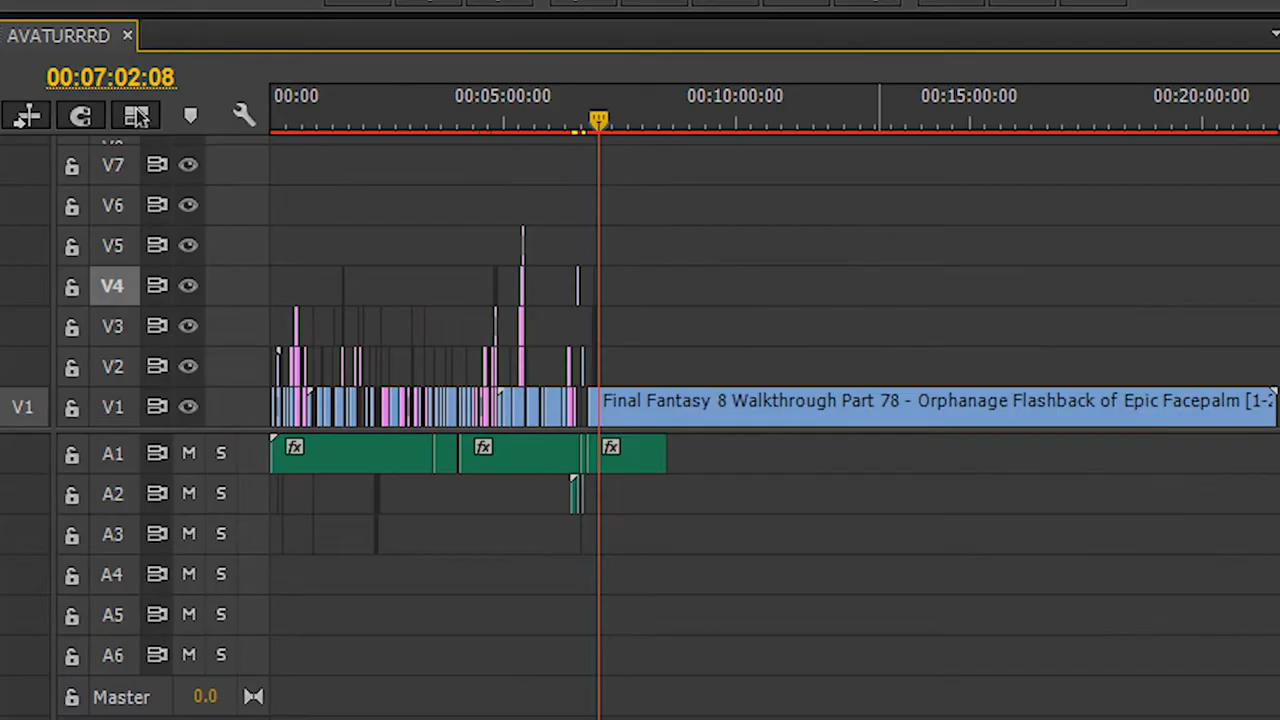 AVATURRRD ×
00:07:02:08
00:00 00:05:00:00 00:10:00:00 00:15:00:00 00:20:00:00
V7
V6
V5
V4
V3
V2
V1 V1 Final Fantasy 8 Walkthrough Part 78 - Orphanage Flashback of Epic Facepalm [1-2
A1 M S fx fx fx
A2 M S
A3 M S
A4 M S
A5 M S
A6 M S
Master 0.0